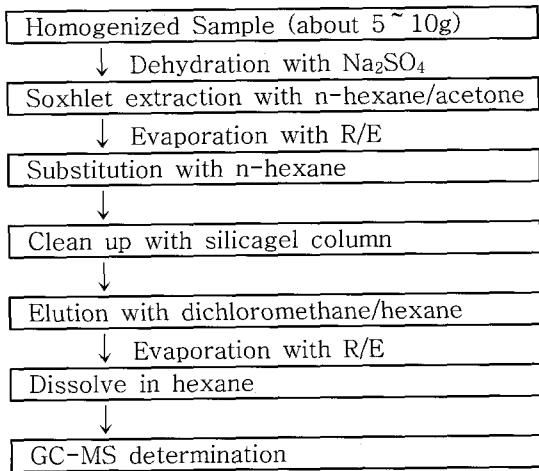 Homogenized Sample (about 5~10g)
↓ Dehydration with Na₂SO₄
Soxhlet extraction with n-hexane/acetone
↓ Evaporation with R/E
Substitution with n-hexane
↓
Clean up with silicagel column
↓
Elution with dichloromethane/hexane
↓ Evaporation with R/E
Dissolve in hexane
↓
GC-MS determination